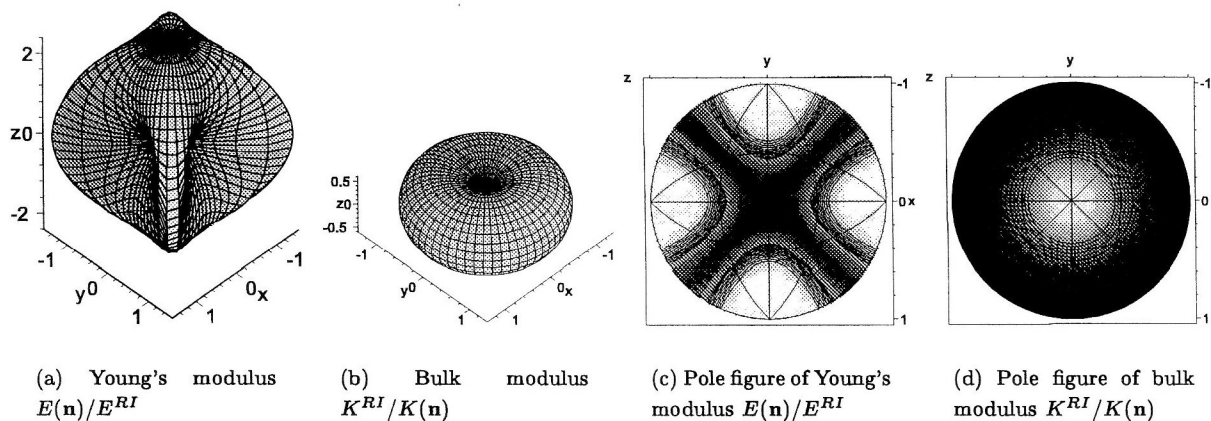 2
z0
-2
-1
y0
1
-1
0x
1
0.5
z0
-0.5
-1
y0
1
-1
0x
1
y
z
-1
0x
1
y
z
-1
0
1
(a) Young's modulus
E(n)/E^{RI}
(b) Bulk modulus
K^{RI}/K(n)
(c) Pole figure of Young's
modulus E(n)/E^{RI}
(d) Pole figure of bulk
modulus K^{RI}/K(n)